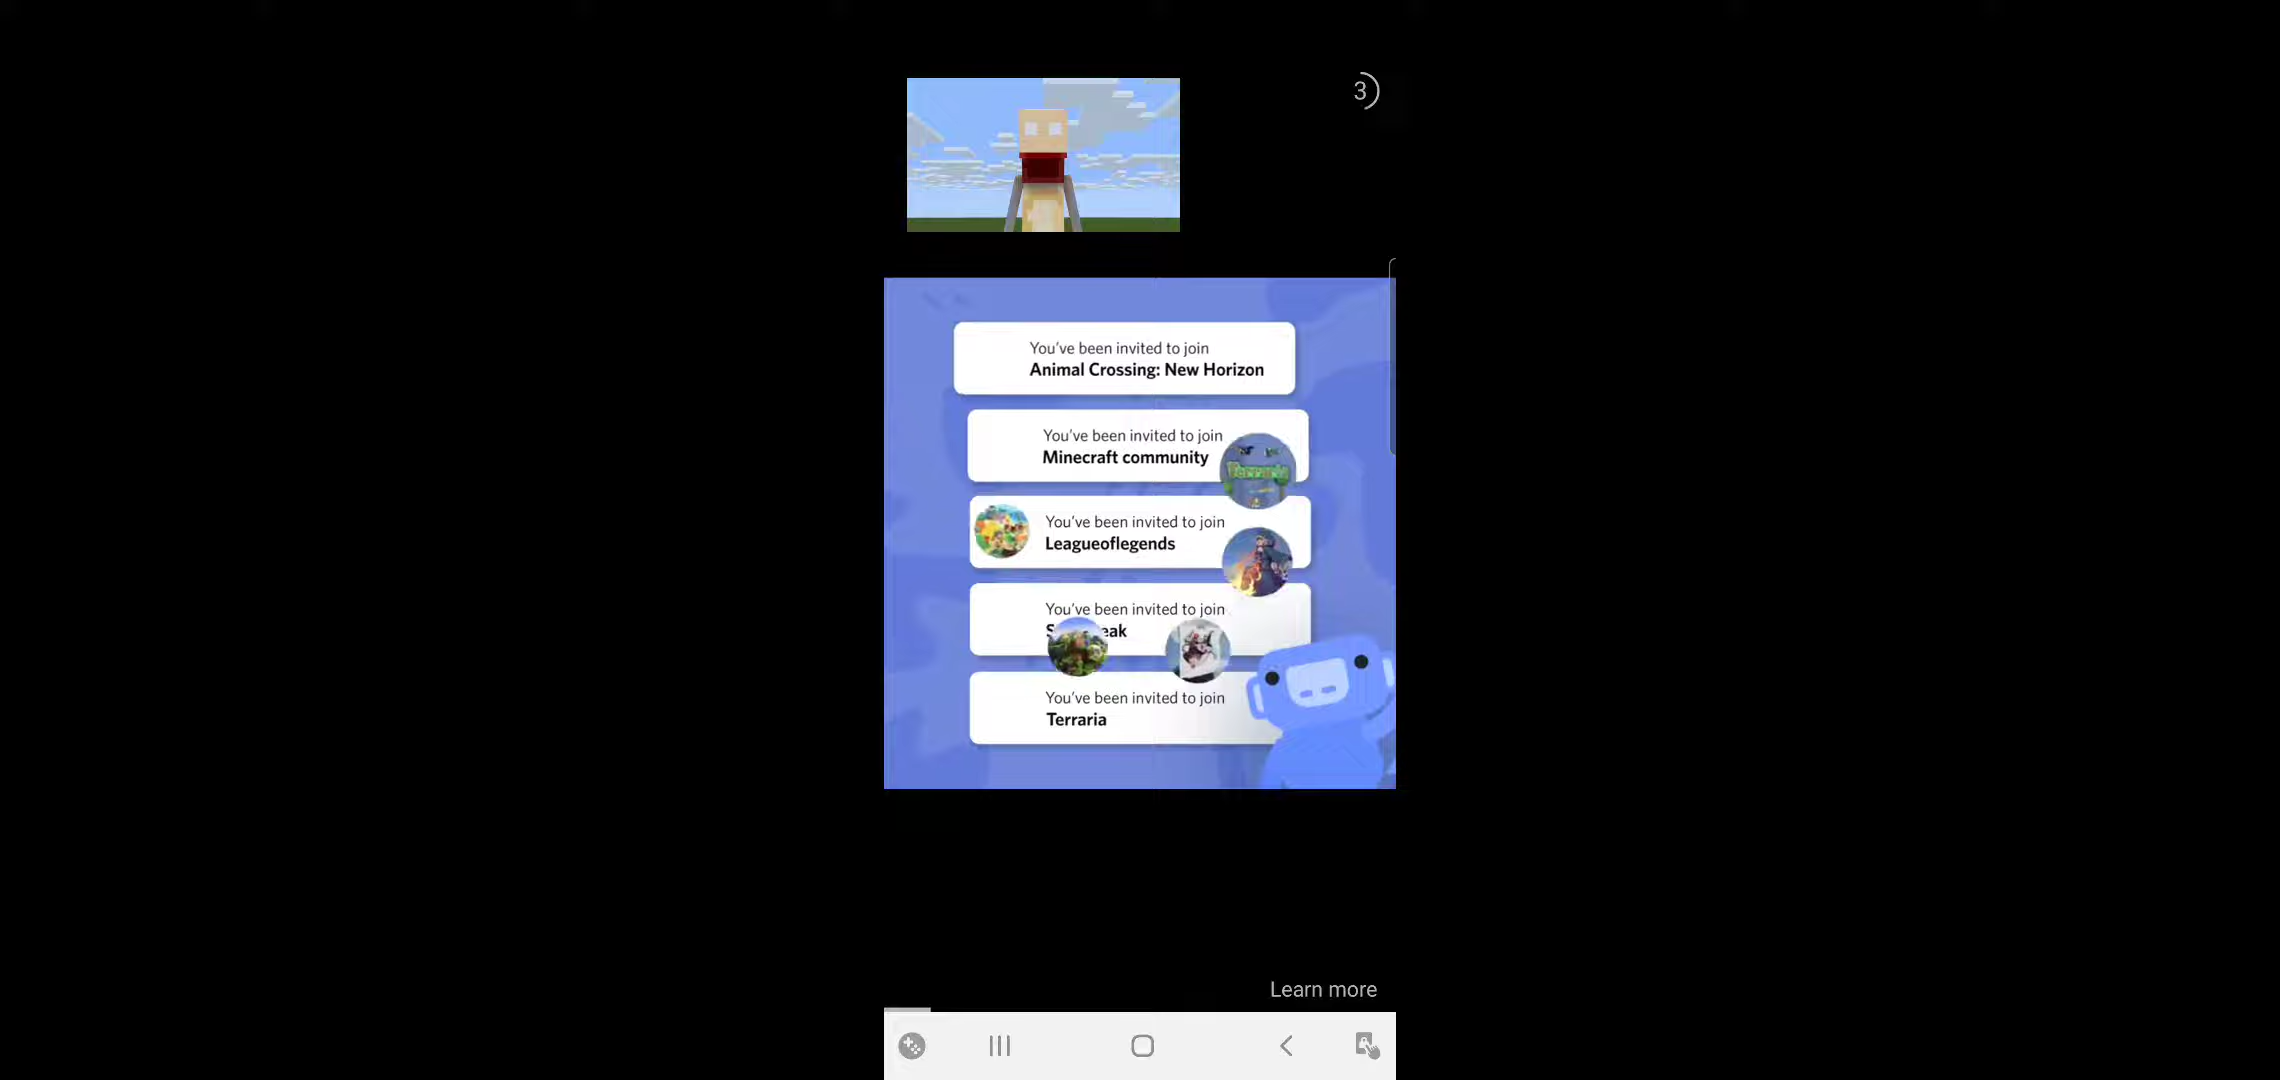 3
You've been invited to join
Animal Crossing: New Horizon
You've been invited to join
Minecraft community
Terraria
You've been invited to join
Leagueoflegends
You've been invited to join
You've been invited to join
Terraria
Learn more